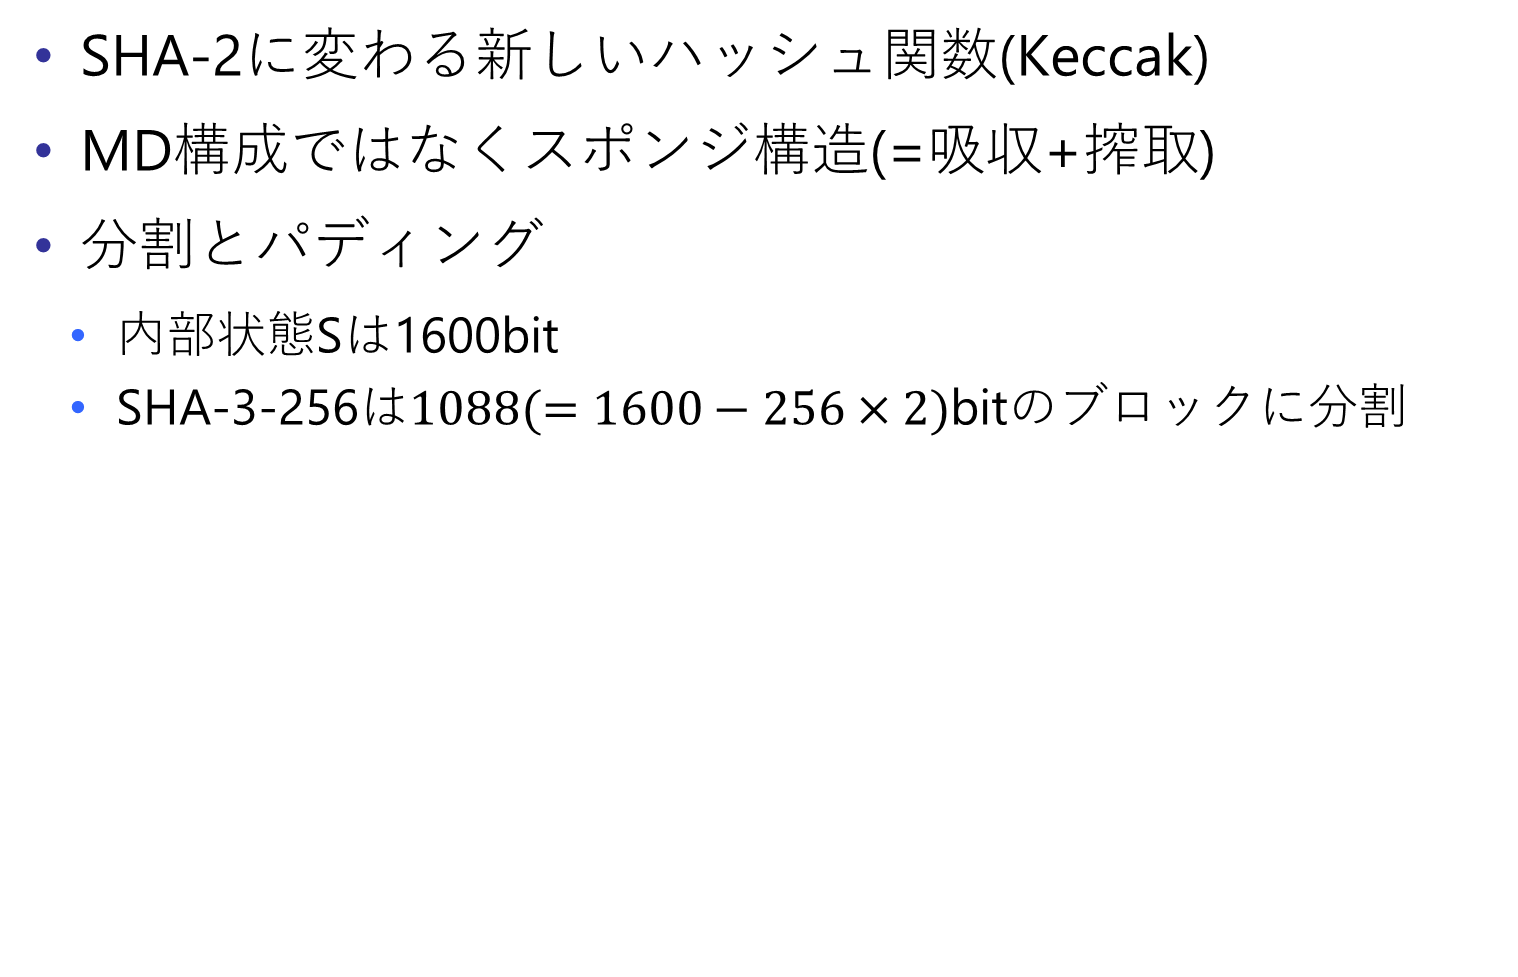 • SHA-2に変わる新しいハッシュ関数(Keccak)
• MD構成ではなくスポンジ構造(=吸収+搾取)
• 分割とパディング
• 内部状態Sは1600bit
• SHA-3-256は1088(= 1600 − 256 × 2)bitのブロックに分割